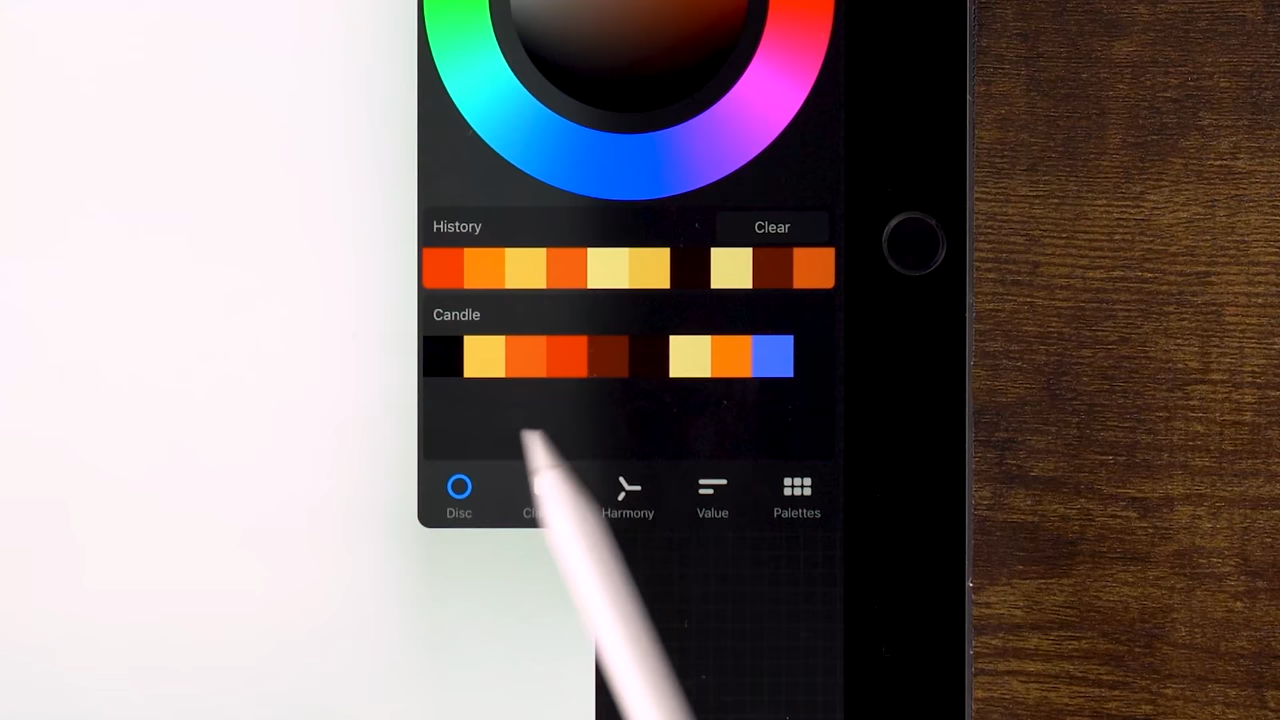 History
Clear
Candle
Disc
Harmony
Value
Palettes